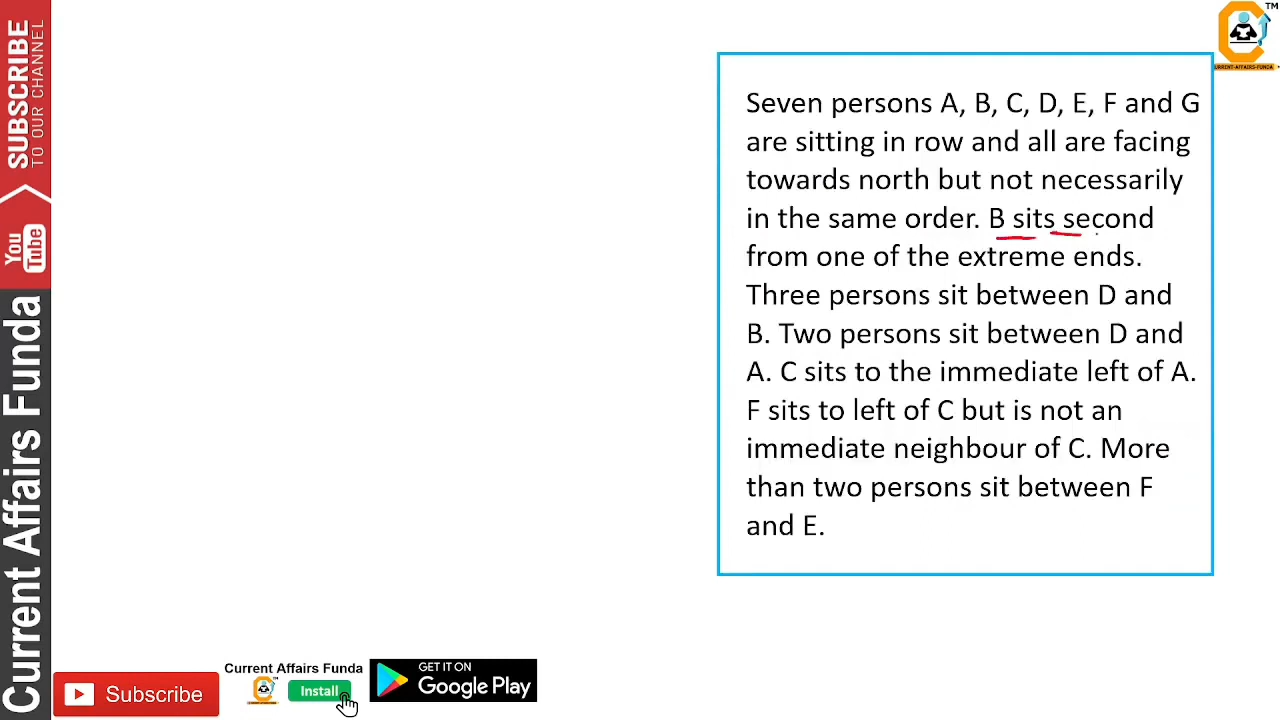 SUBSCRIBE
TO OUR CHANNEL
You
Tube
Current Affairs Funda
TM
CURRENT-AFFAIRS-FUNDA
Seven persons A, B, C, D, E, F and G
are sitting in row and all are facing
towards north but not necessarily
in the same order. B sits second
from one of the extreme ends.
Three persons sit between D and
B. Two persons sit between D and
A. C sits to the immediate left of A.
F sits to left of C but is not an
immediate neighbour of C. More
than two persons sit between F
and E.
Subscribe
Current Affairs Funda
Install
GET IT ON
Google Play